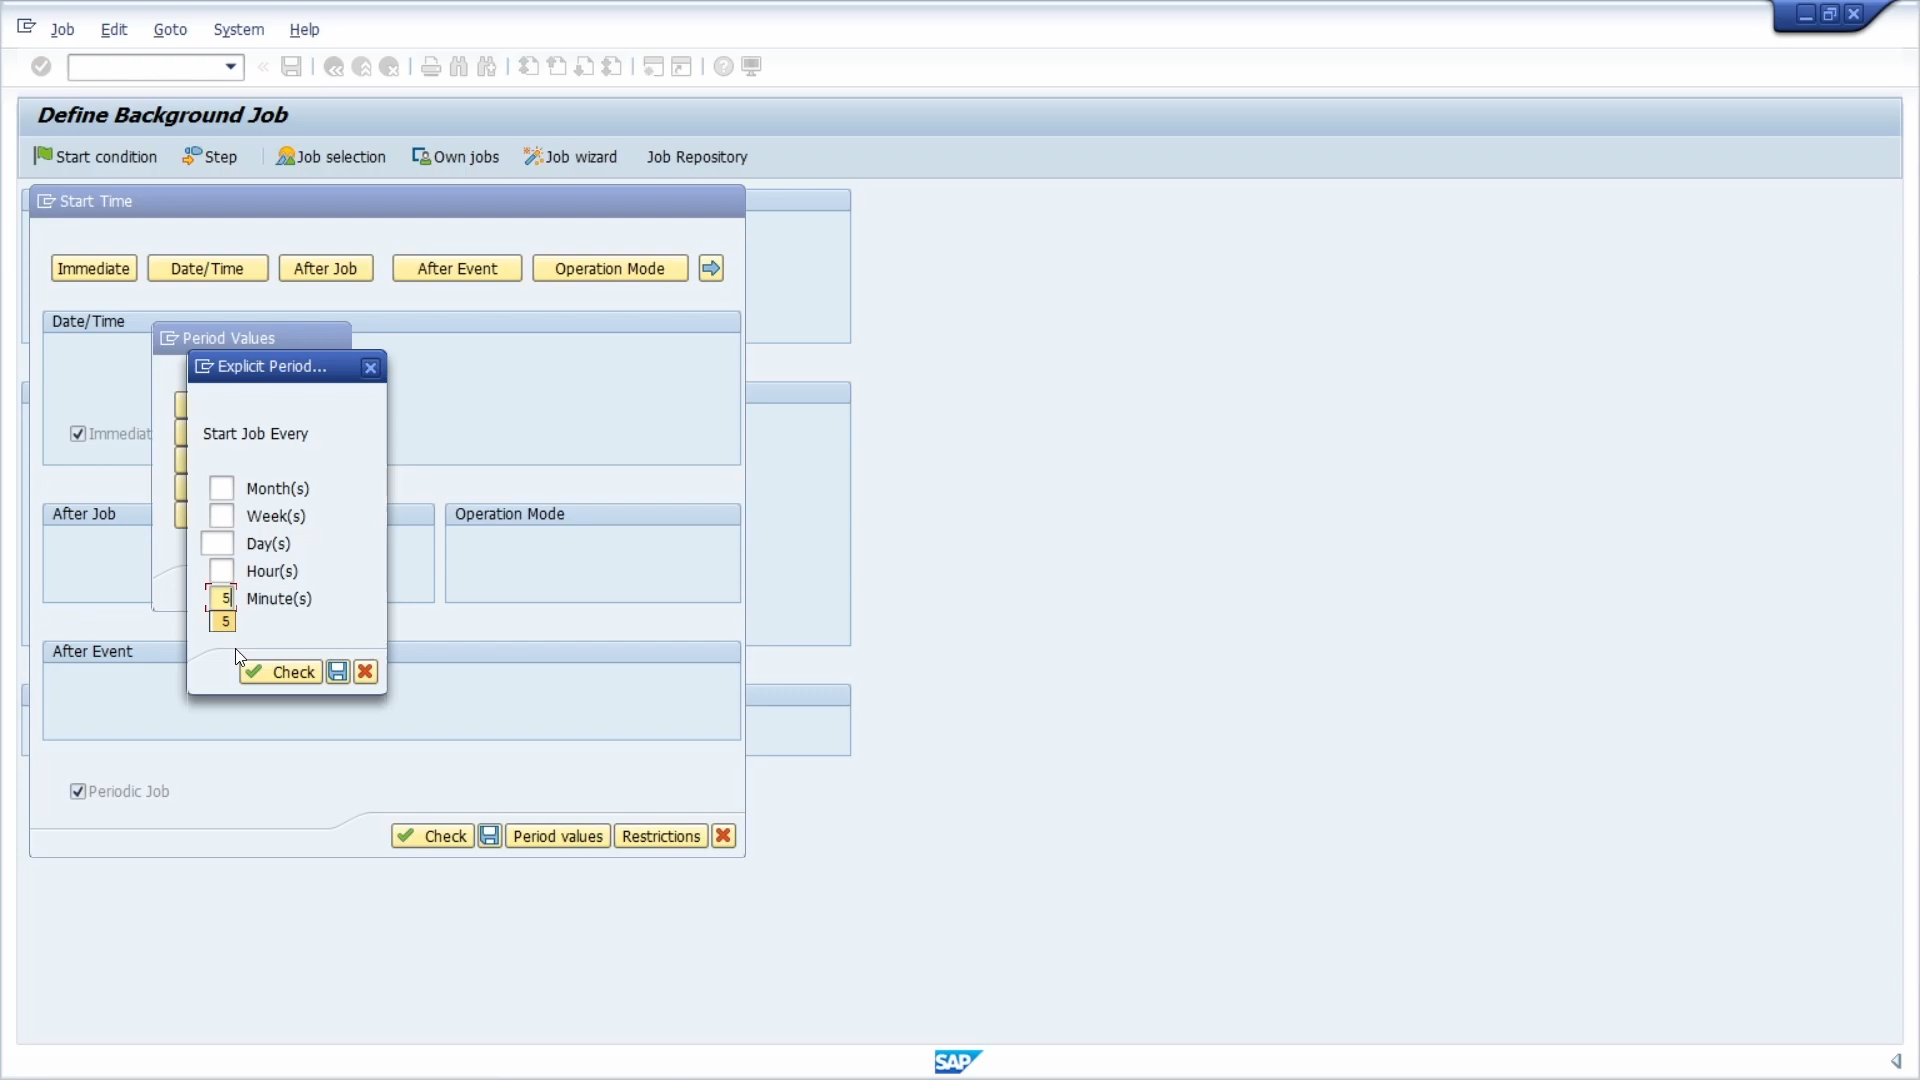 Job Edit Goto System Help
Define Background Job
Start condition Step Job selection Own jobs Job wizard Job Repository
Start Time
Immediate Date/Time After Job After Event Operation Mode
Date/Time
Period Values
Explicit Period...
Immediat
Start Job Every
Month(s)
After Job
Operation Mode
Week(s)
Day(s)
Hour(s)
5 Minute(s)
5
After Event
Check
Periodic Job
Check Period values Restrictions
SAP